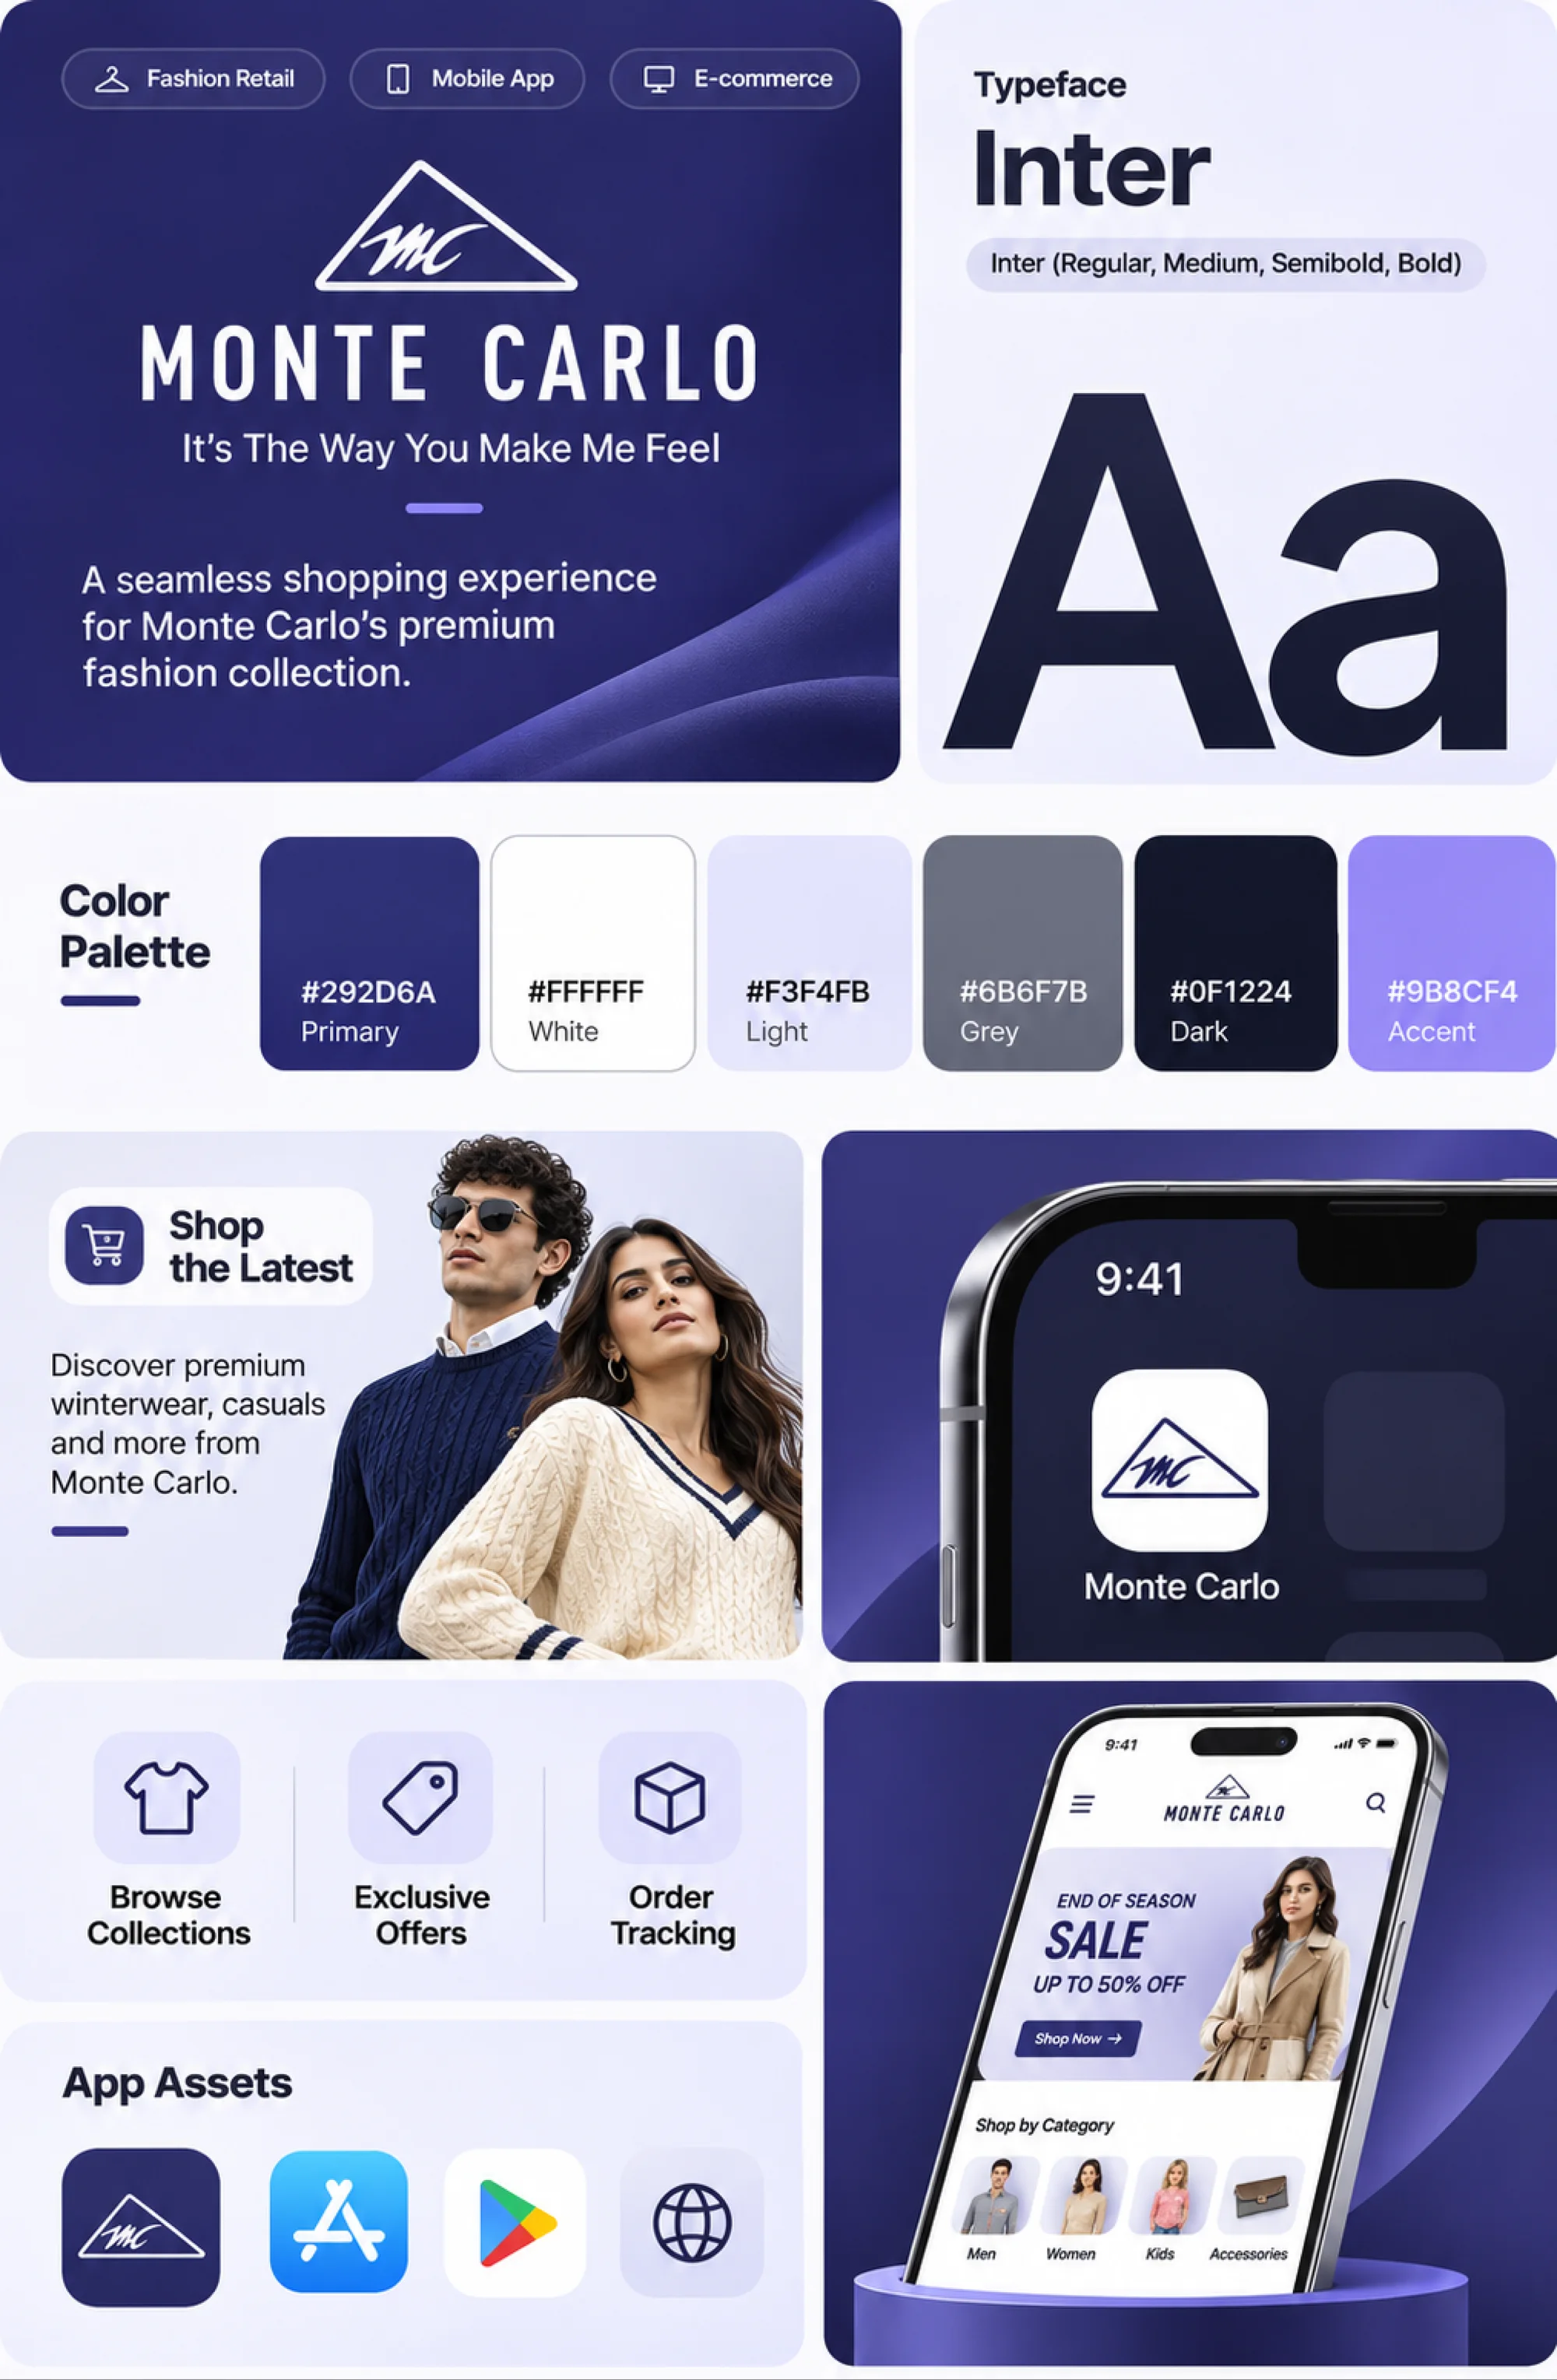 Fashion Retail
Mobile App
E-commerce
mc
MONTE CARLO
It's The Way You Make Me Feel
A seamless shopping experience
for Monte Carlo's premium
fashion collection.
Typeface
Inter
Inter (Regular, Medium, Semibold, Bold)
Aa
Color
Palette
#292D6A
Primary
#FFFFFF
White
#F3F4FB
Light
#6B6F7B
Grey
#0F1224
Dark
#9B8CF4
Accent
Shop
the Latest
Discover premium
winterwear, casuals
and more from
Monte Carlo.
9:41
mc
Monte Carlo
Browse
Collections
Exclusive
Offers
Order
Tracking
App Assets
mc
9:41
mc
MONTE CARLO
END OF SEASON
SALE
UP TO 50% OFF
Shop Now →
Shop by Category
Men
Women
Kids
Accessories